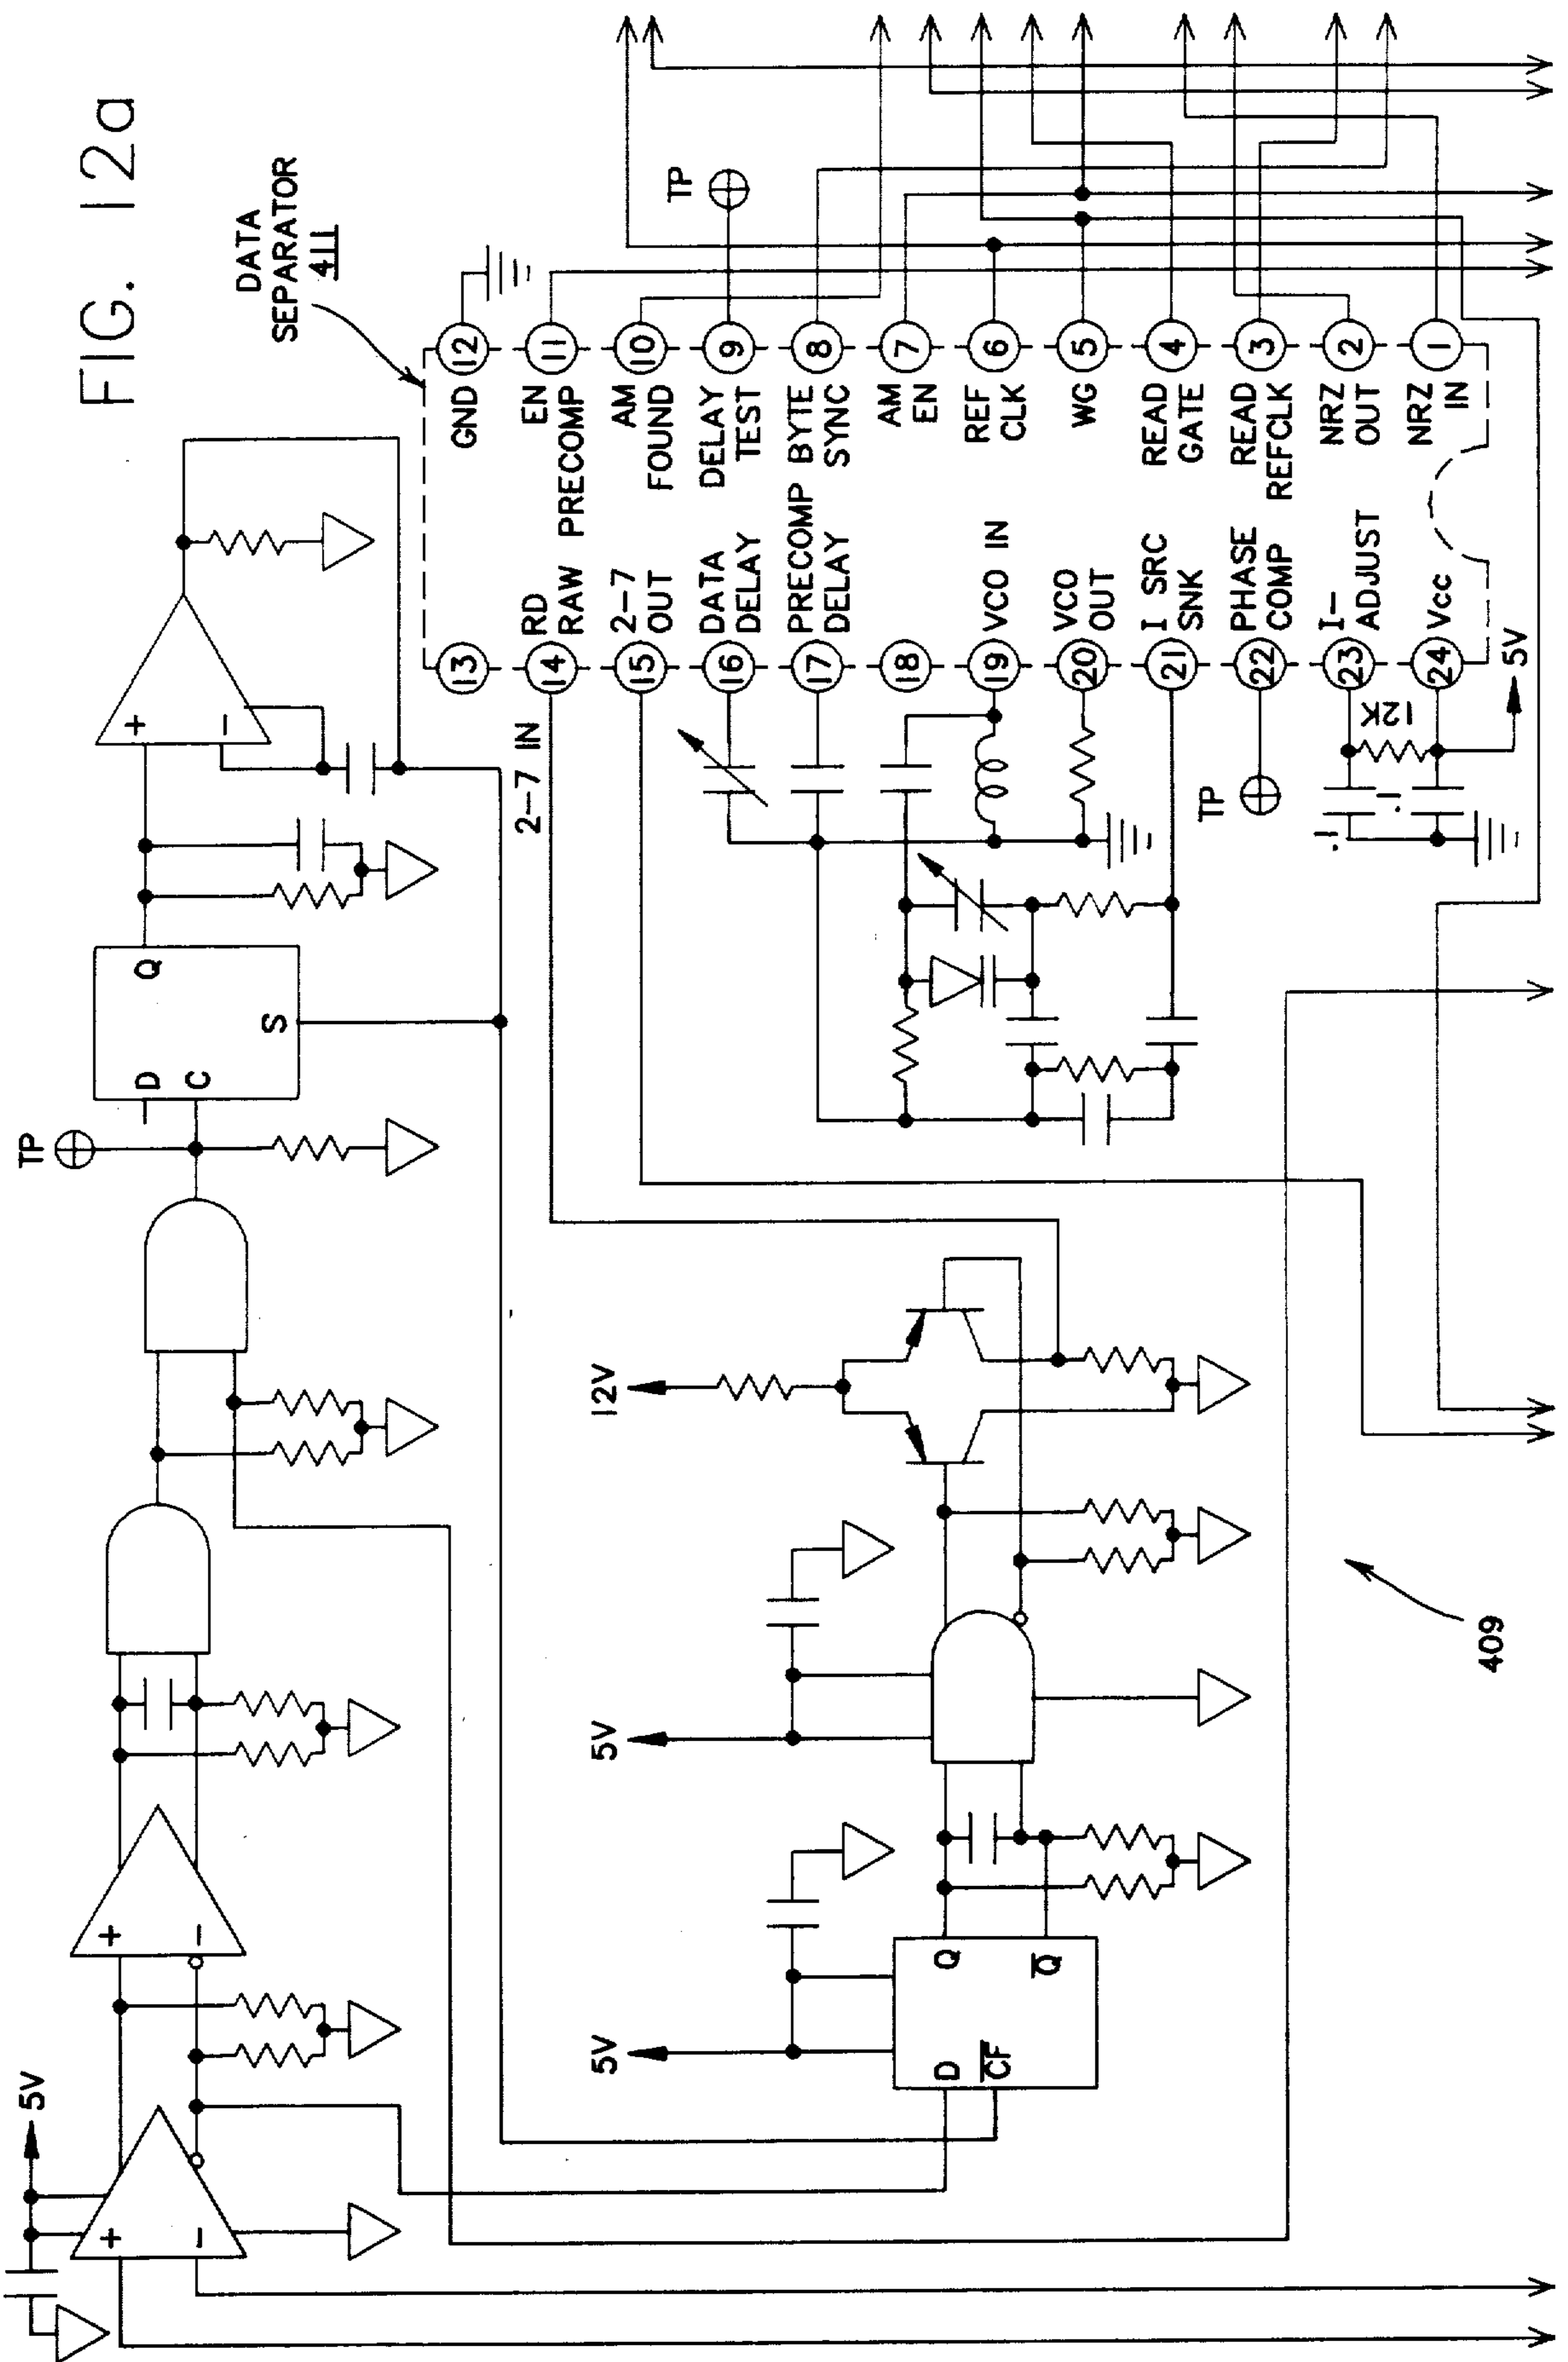 FIG. 12a
5V
+
-
+
-
TP
D
C
Q
S
+
-
DATA
SEPARATOR
411
TP
5V
5V
12V
D
CF
Q
Q
409
2-7 IN
13
14
15
16
17
18
19
20
21
22
23
24
RD
RAW
2-7
OUT
DATA
DELAY
PRECOMP
DELAY
VCO IN
VCO
OUT
I SRC
SNK
PHASE
COMP
I-
ADJUST
Vcc
GND
EN
PRECOMP
AM
FOUND
DELAY
TEST
BYTE
SYNC
AM
EN
REF
CLK
WG
READ
GATE
READ
REFCLK
NRZ
OUT
NRZ
IN
12
11
10
9
8
7
6
5
4
3
2
1
TP
12K
.1
.1
5V